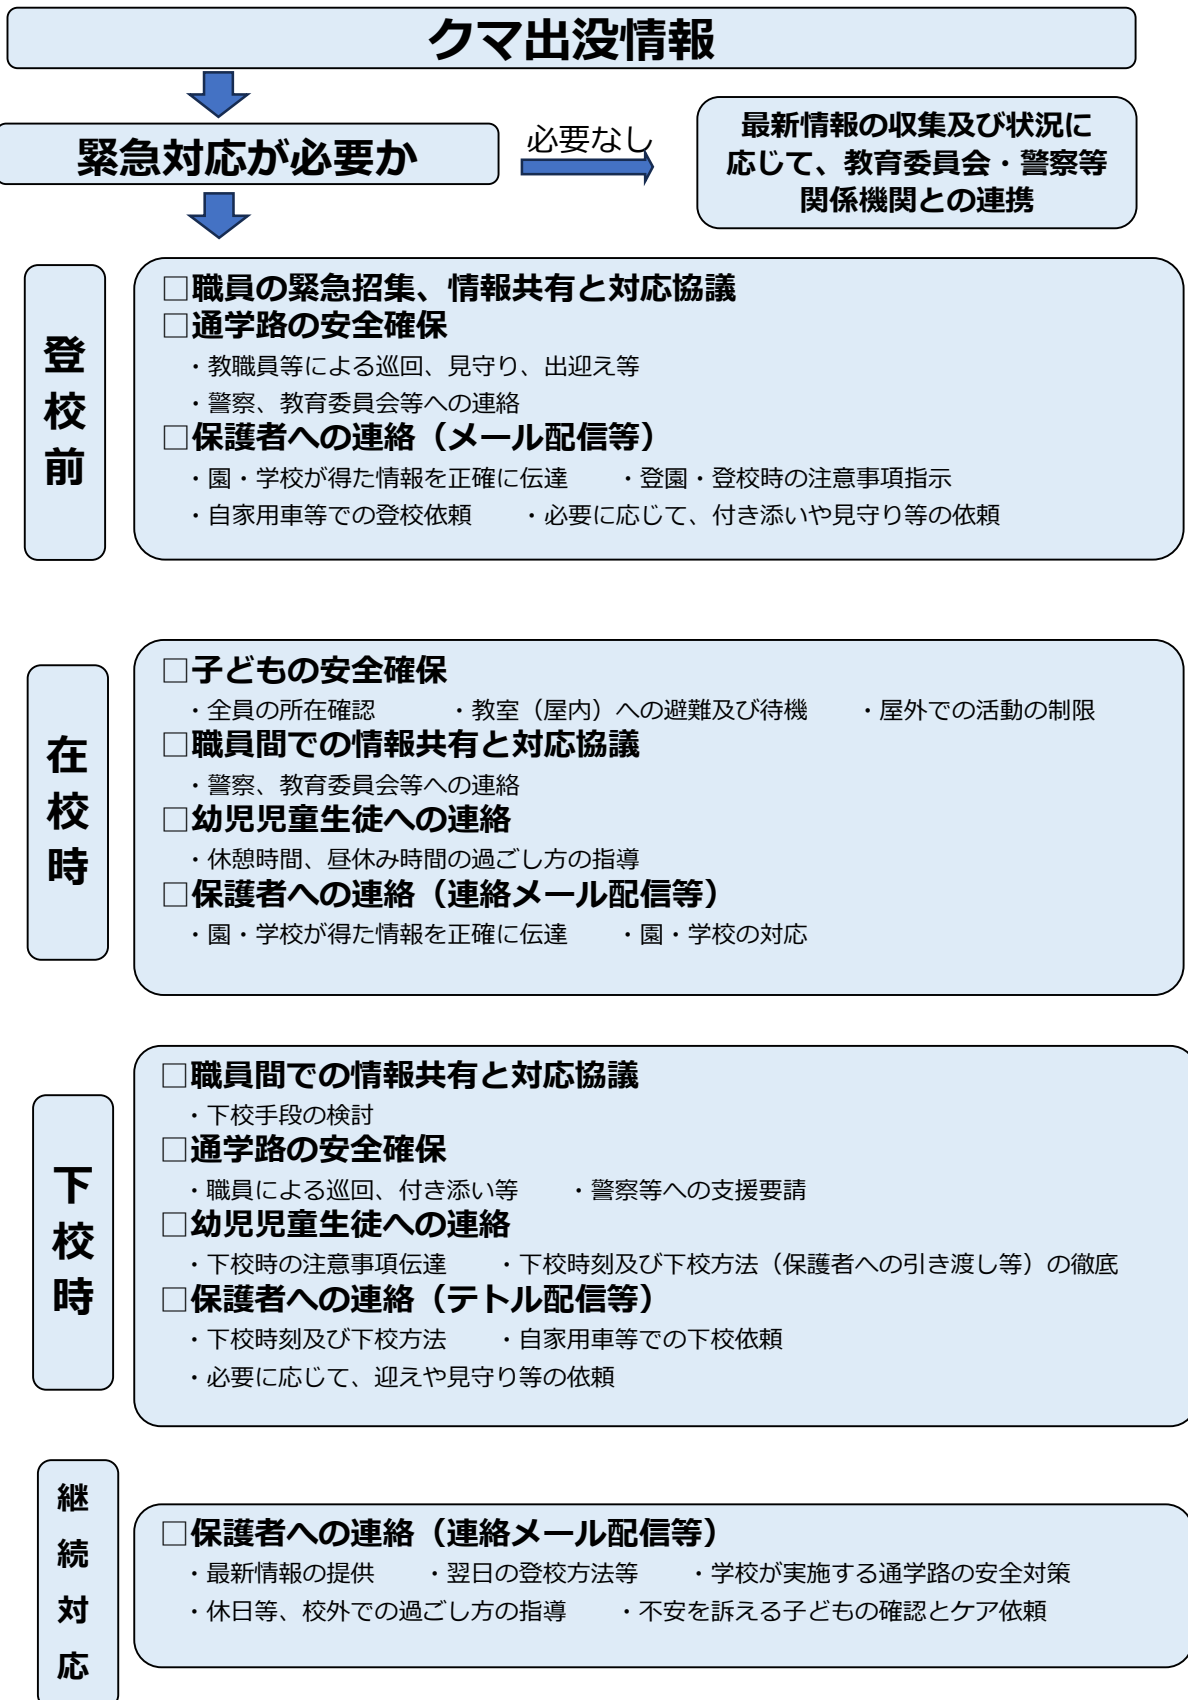 クマ出没情報
緊急対応が必要か
必要なし
最新情報の収集及び状況に
応じて、教育委員会・警察等
関係機関との連携
登校前
□職員の緊急招集、情報共有と対応協議
□通学路の安全確保
・教職員等による巡回、見守り、出迎え等
・警察、教育委員会等への連絡
□保護者への連絡（メール配信等）
・園・学校が得た情報を正確に伝達　・登園・登校時の注意事項指示
・自家用車等での登校依頼　・必要に応じて、付き添いや見守り等の依頼
在校時
□子どもの安全確保
・全員の所在確認　・教室（屋内）への避難及び待機　・屋外での活動の制限
□職員間での情報共有と対応協議
・警察、教育委員会等への連絡
□幼児児童生徒への連絡
・休憩時間、昼休み時間の過ごし方の指導
□保護者への連絡（連絡メール配信等）
・園・学校が得た情報を正確に伝達　・園・学校の対応
下校時
□職員間での情報共有と対応協議
・下校手段の検討
□通学路の安全確保
・職員による巡回、付き添い等　・警察等への支援要請
□幼児児童生徒への連絡
・下校時の注意事項伝達　・下校時刻及び下校方法（保護者への引き渡し等）の徹底
□保護者への連絡（テトル配信等）
・下校時刻及び下校方法　・自家用車等での下校依頼
・必要に応じて、迎えや見守り等の依頼
継続対応
□保護者への連絡（連絡メール配信等）
・最新情報の提供　・翌日の登校方法等　・学校が実施する通学路の安全対策
・休日等、校外での過ごし方の指導　・不安を訴える子どもの確認とケア依頼